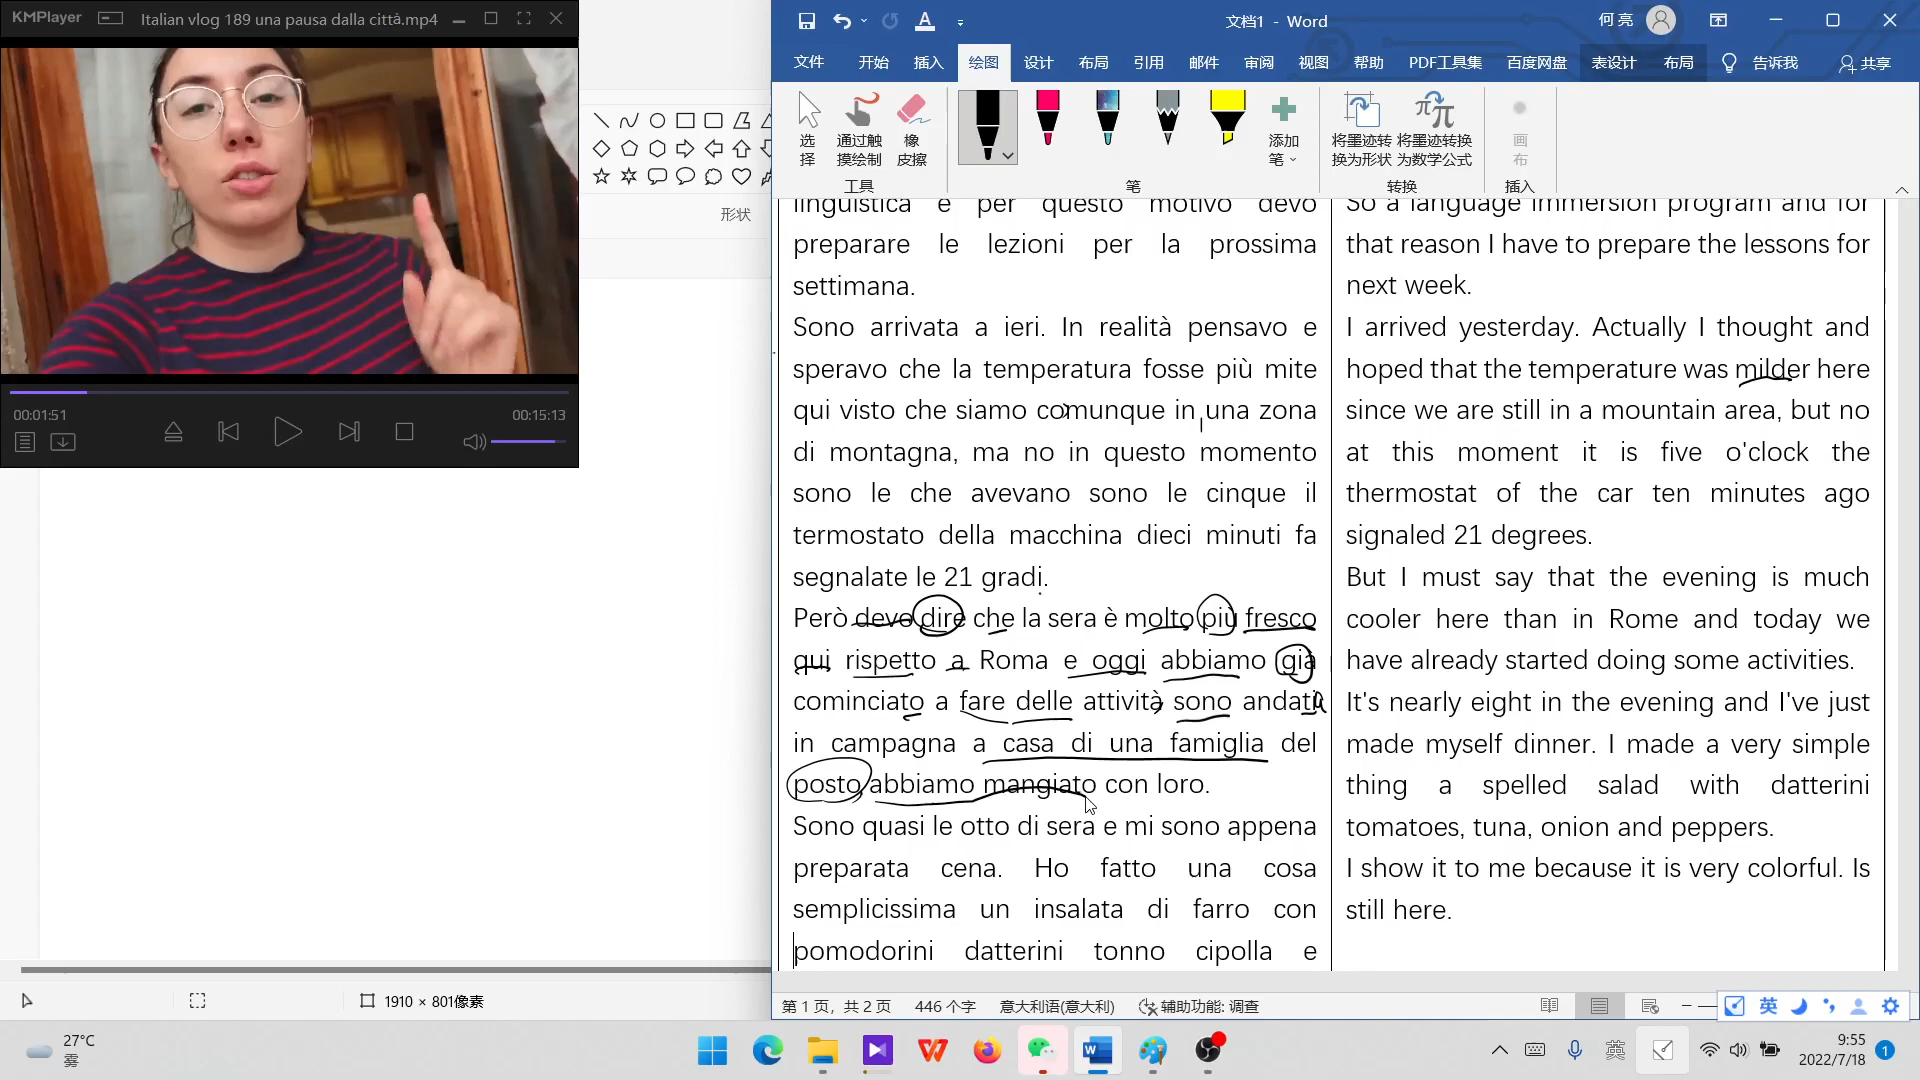 KMPlayer
Italian vlog 189 una pausa dalla città.mp4
00:01:51
00:15:13
形状
1910 × 801像素
文档1 - Word
何 亮
文件 开始 插入 绘图 设计 布局 引用 邮件 审阅 视图 帮助 PDF工具集 百度网盘 表设计 布局 告诉我 共享
选择
通过触摸绘制
橡皮擦
添加笔
将墨迹转换为形状
将墨迹转换为数学公式
画布
工具
笔
转换
插入
linguistica e per questo motivo devo
preparare le lezioni per la prossima
settimana.
Sono arrivata a ieri. In realità pensavo e
speravo che la temperatura fosse più mite
qui visto che siamo comunque in una zona
di montagna, ma no in questo momento
sono le che avevano sono le cinque il
termostato della macchina dieci minuti fa
segnalate le 21 gradi.
Però devo dire che la sera è molto più fresco
qui rispetto a Roma e oggi abbiamo già
cominciato a fare delle attività sono andati
in campagna a casa di una famiglia del
posto abbiamo mangiato con loro.
Sono quasi le otto di sera e mi sono appena
preparata cena. Ho fatto una cosa
semplicissima un insalata di farro con
pomodorini datterini tonno cipolla e
So a language immersion program and for
that reason I have to prepare the lessons for
next week.
I arrived yesterday. Actually I thought and
hoped that the temperature was milder here
since we are still in a mountain area, but no
at this moment it is five o'clock the
thermostat of the car ten minutes ago
signaled 21 degrees.
But I must say that the evening is much
cooler here than in Rome and today we
have already started doing some activities.
It's nearly eight in the evening and I've just
made myself dinner. I made a very simple
thing a spelled salad with datterini
tomatoes, tuna, onion and peppers.
I show it to me because it is very colorful. Is
still here.
第 1 页，共 2 页 446 个字 意大利语(意大利) 辅助功能: 调查
英
27°C
雾
英
9:55
2022/7/18
1